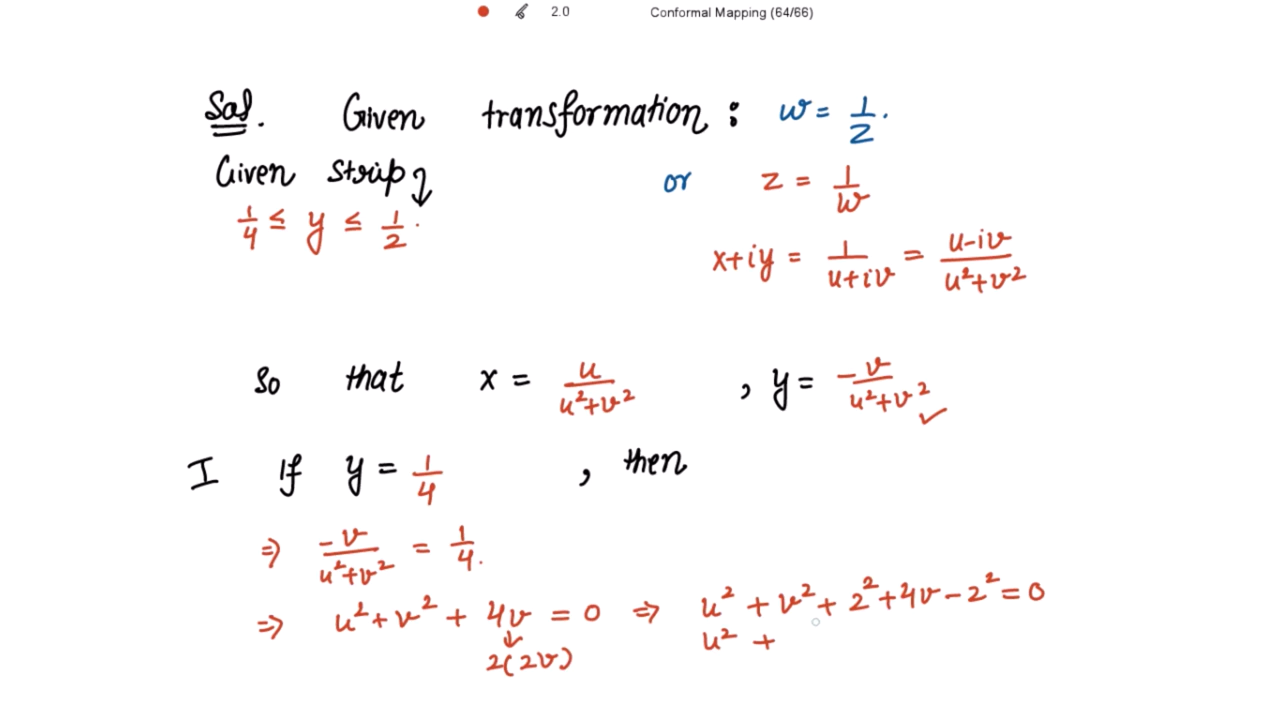 2.0 Conformal Mapping (64/66)
Sol. Given transformation : w = 1/z.
Given Strip ↓ or z = 1/w
1/4 ≤ y ≤ 1/2.
x+iy = 1/(u+iv) = (u-iv)/(u²+v²)
So that x = u/(u²+v²) , y = -v/(u²+v²) ✓
I If y = 1/4 , then
⇒ -v/(u²+v²) = 1/4.
⇒ u²+v² + 4v = 0 ⇒ u² + v² + 2² + 4v - 2² = 0
↓ u² +
2(2v)